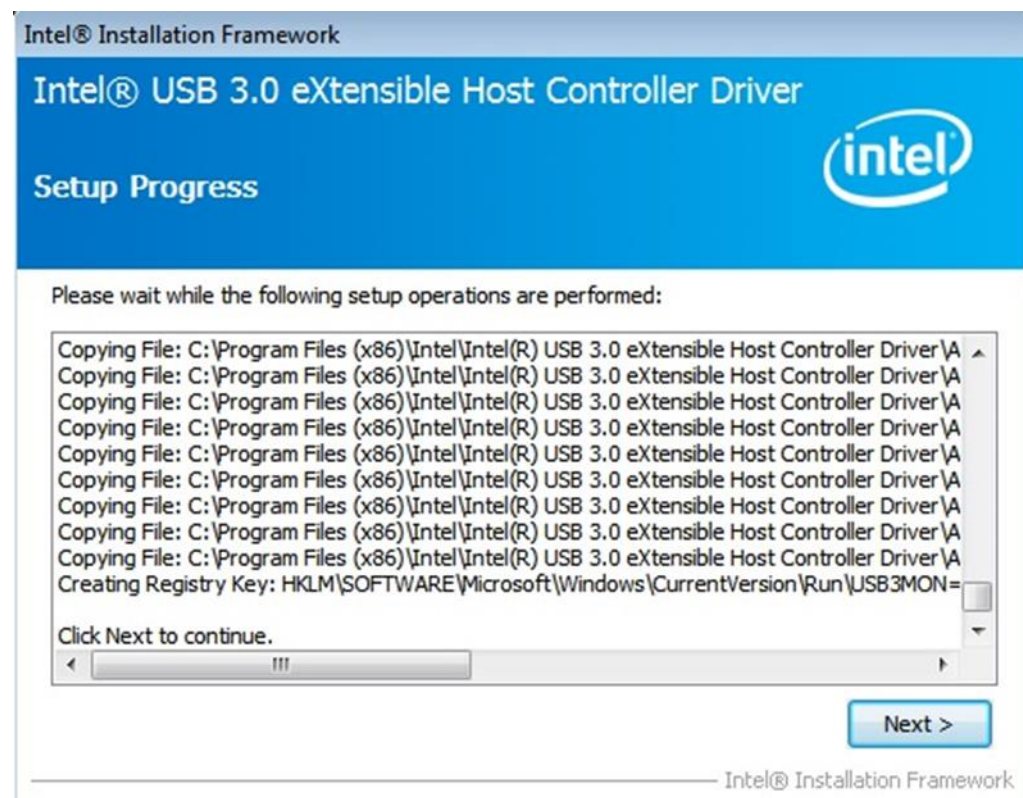 Intel® Installation Framework
Intel® USB 3.0 eXtensible Host Controller Driver
intel
Setup Progress
Please wait while the following setup operations are performed:
Copying File: C:\Program Files (x86)\Intel\Intel(R) USB 3.0 eXtensible Host Controller Driver\A
Copying File: C:\Program Files (x86)\Intel\Intel(R) USB 3.0 eXtensible Host Controller Driver\A
Copying File: C:\Program Files (x86)\Intel\Intel(R) USB 3.0 eXtensible Host Controller Driver\A
Copying File: C:\Program Files (x86)\Intel\Intel(R) USB 3.0 eXtensible Host Controller Driver\A
Copying File: C:\Program Files (x86)\Intel\Intel(R) USB 3.0 eXtensible Host Controller Driver\A
Copying File: C:\Program Files (x86)\Intel\Intel(R) USB 3.0 eXtensible Host Controller Driver\A
Copying File: C:\Program Files (x86)\Intel\Intel(R) USB 3.0 eXtensible Host Controller Driver\A
Copying File: C:\Program Files (x86)\Intel\Intel(R) USB 3.0 eXtensible Host Controller Driver\A
Copying File: C:\Program Files (x86)\Intel\Intel(R) USB 3.0 eXtensible Host Controller Driver\A
Creating Registry Key: HKLM\SOFTWARE\Microsoft\Windows\CurrentVersion\Run\USB3MON=
Click Next to continue.
Next >
Intel® Installation Framework